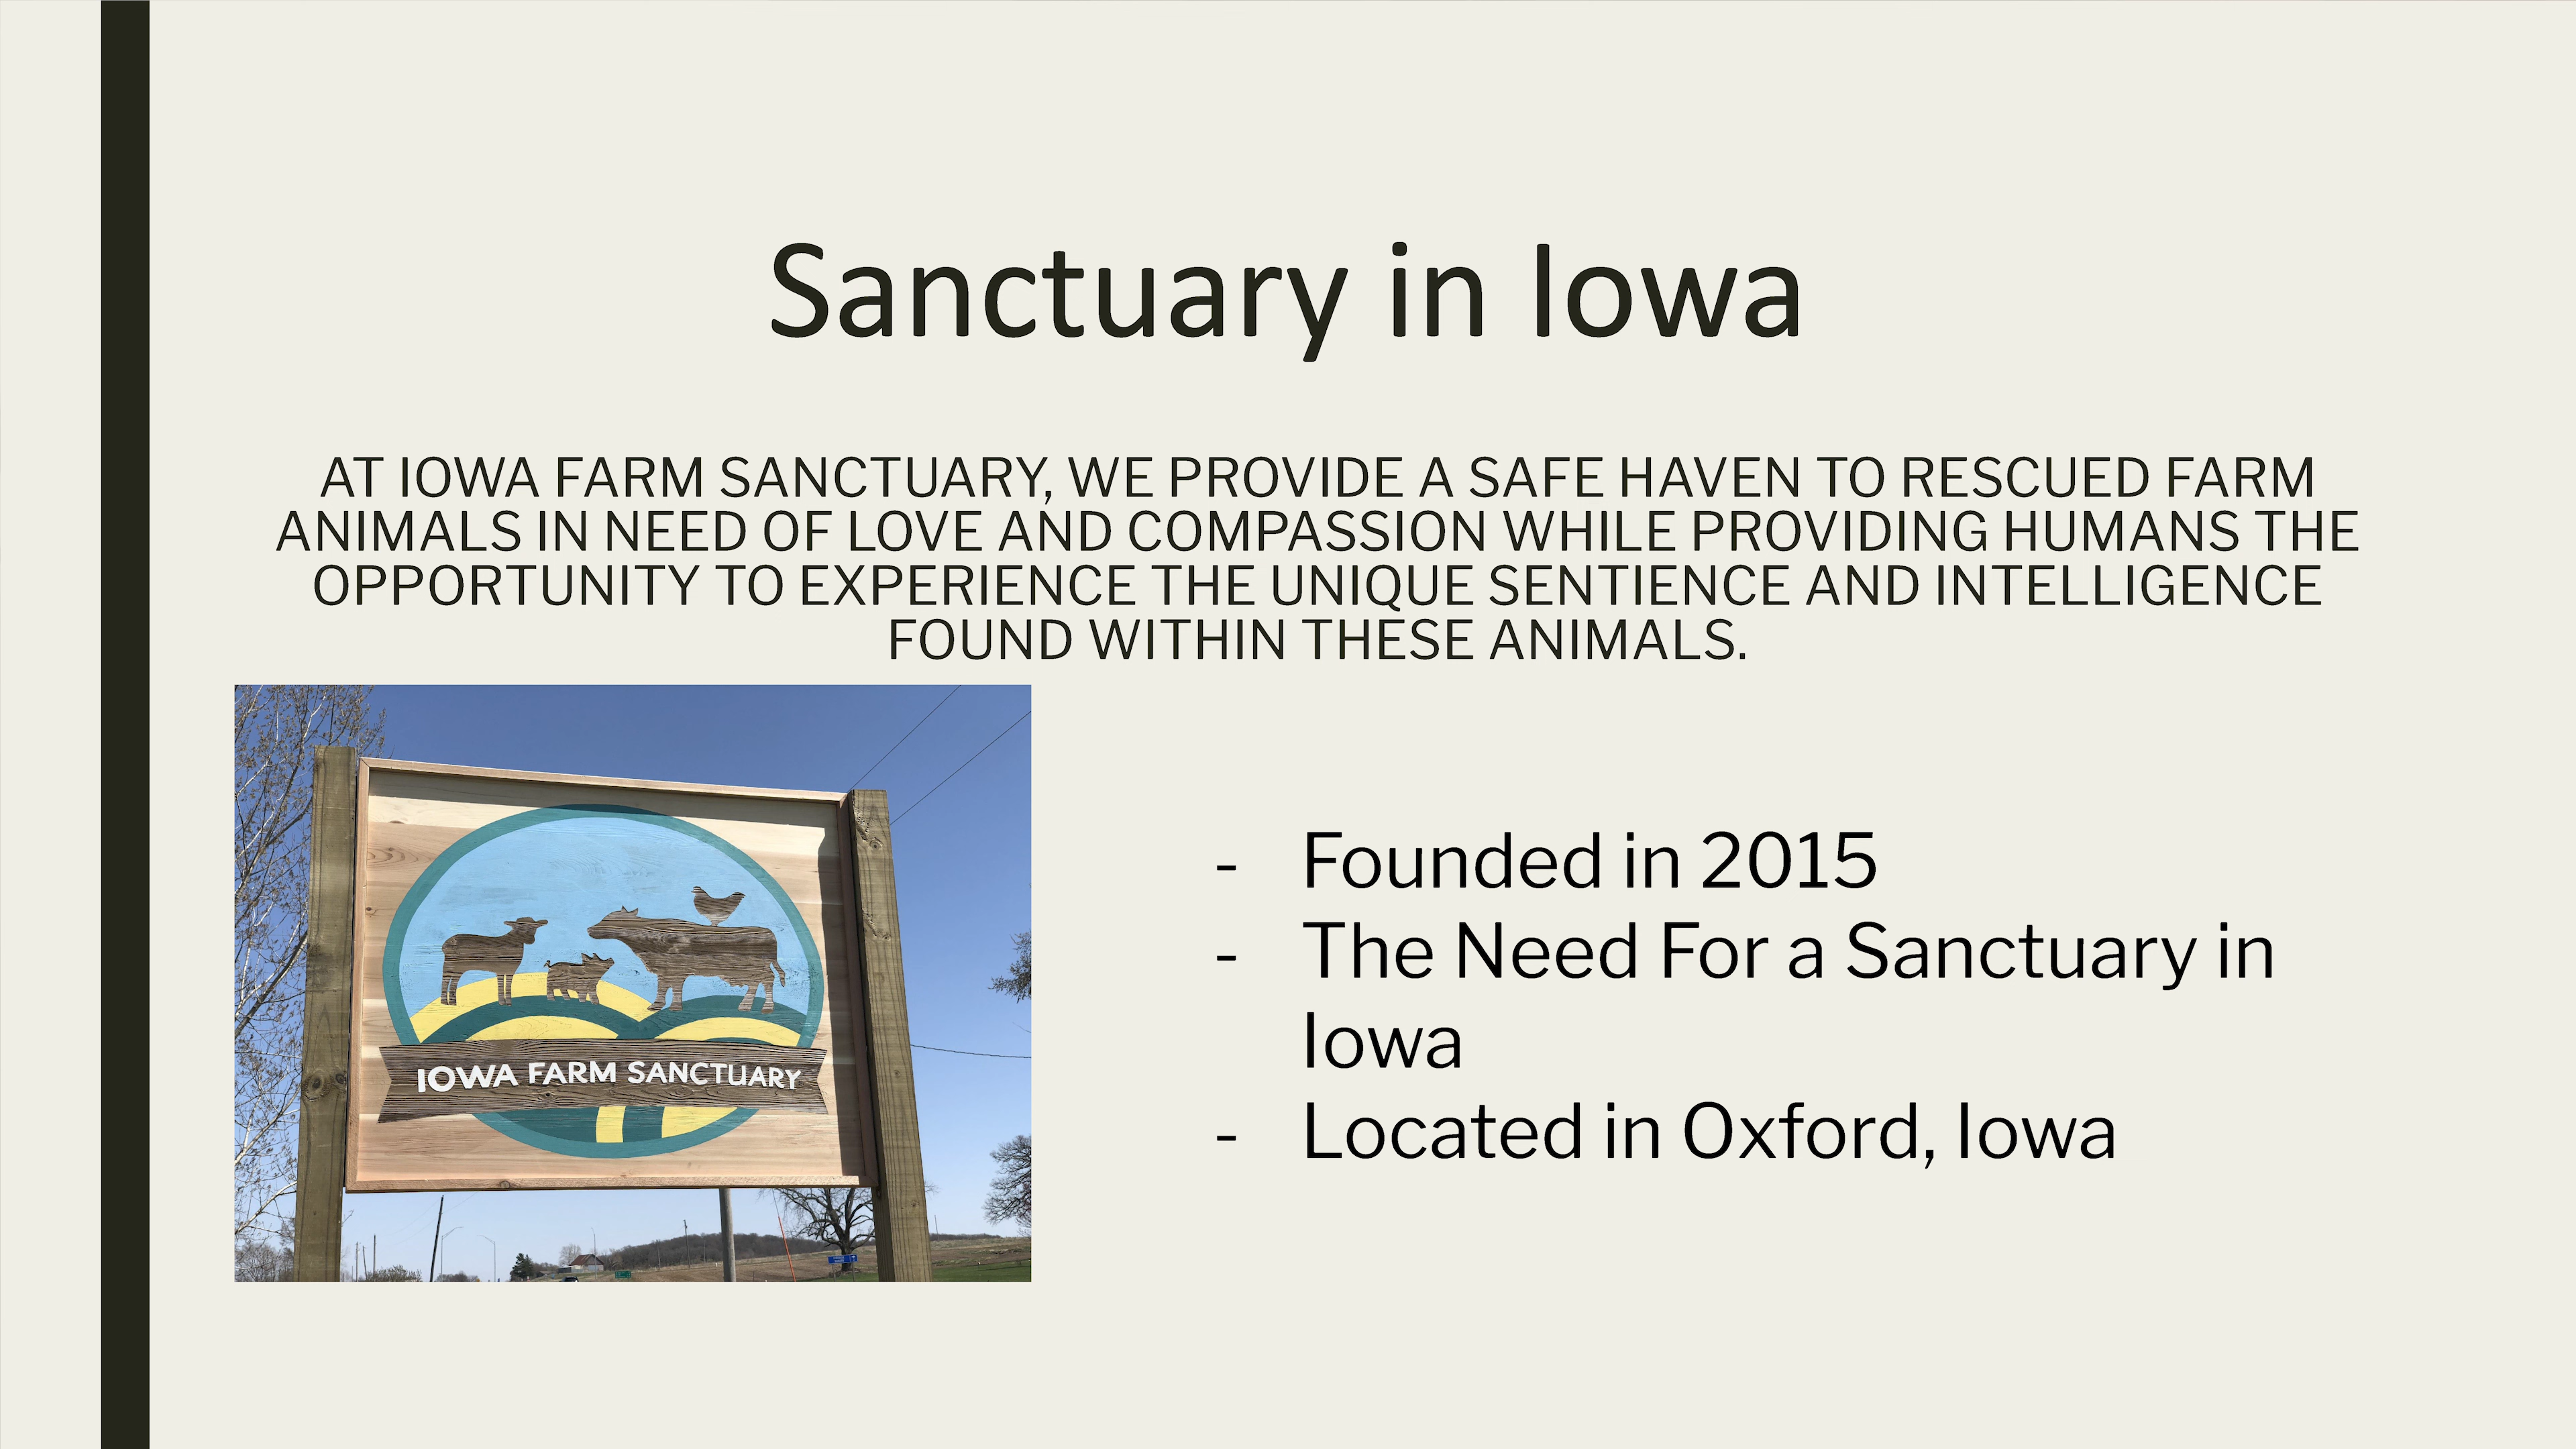 Sanctuary in Iowa
AT IOWA FARM SANCTUARY, WE PROVIDE A SAFE HAVEN TO RESCUED FARM
ANIMALS IN NEED OF LOVE AND COMPASSION WHILE PROVIDING HUMANS THE
OPPORTUNITY TO EXPERIENCE THE UNIQUE SENTIENCE AND INTELLIGENCE
FOUND WITHIN THESE ANIMALS.
IOWA FARM SANCTUARY
- Founded in 2015
- The Need For a Sanctuary in
Iowa
- Located in Oxford, Iowa